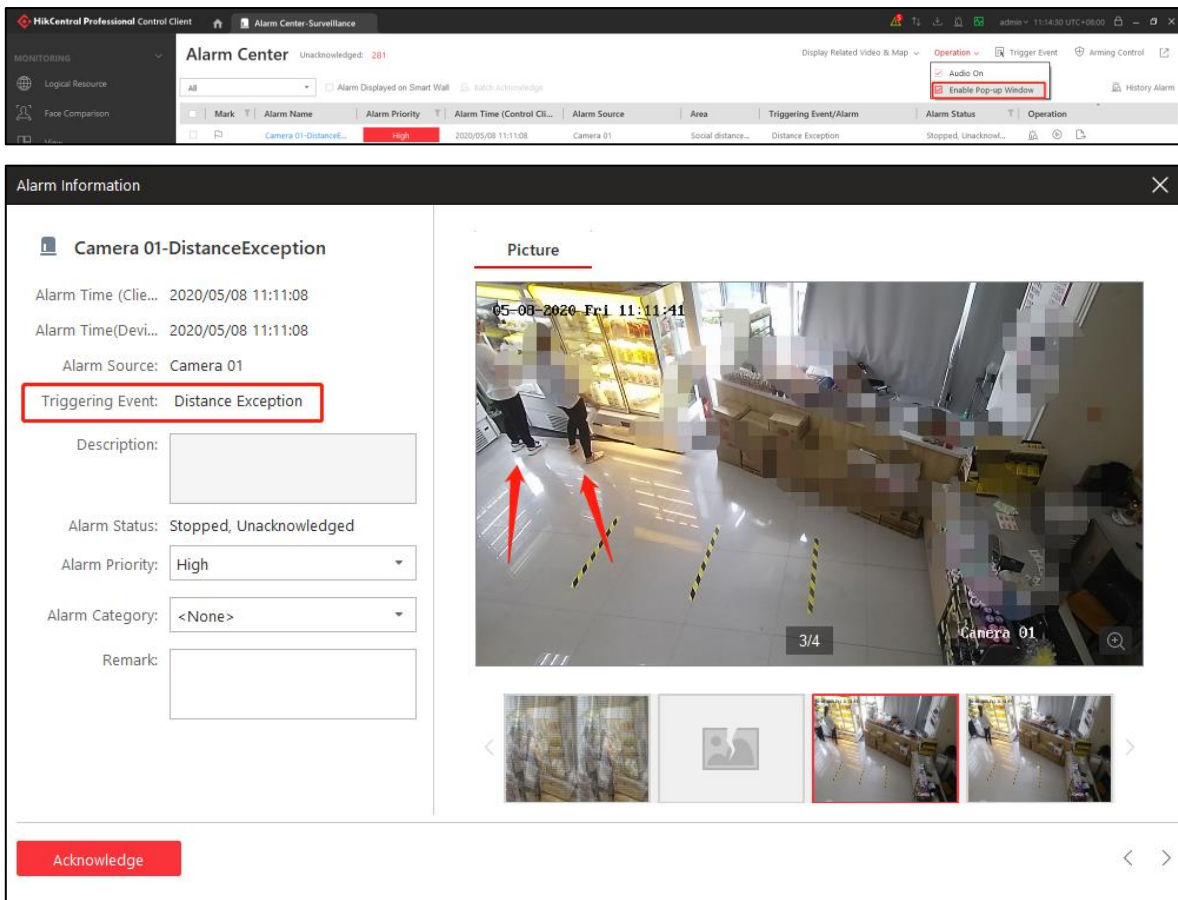 HikCentral Professional Control Client
Alarm Center-Surveillance
admin 11:14:30 UTC+08:00
MONITORING
Alarm Center Unacknowledged: 281
Display Related Video & Map Operation Trigger Event Arming Control
Audio On
Logical Resource
All Alarm Displayed on Smart Wall Batch Acknowledge
Enable Pop-up Window History Alarm
Face Comparison
Mark Alarm Name Alarm Priority Alarm Time (Control Cli... Alarm Source Area Triggering Event/Alarm Alarm Status Operation
View
Camera 01-DistanceE... High 2020/05/08 11:11:08 Camera 01 Social distance... Distance Exception Stopped, Unacknowl...
Alarm Information
Camera 01-DistanceException
Alarm Time (Clie... 2020/05/08 11:11:08
Alarm Time(Devi... 2020/05/08 11:11:08
Alarm Source: Camera 01
Triggering Event: Distance Exception
Description:
Alarm Status: Stopped, Unacknowledged
Alarm Priority: High
Alarm Category: <None>
Remark:
Picture
05-08-2020 Fri 11:11:41
3/4
Camera 01
Acknowledge